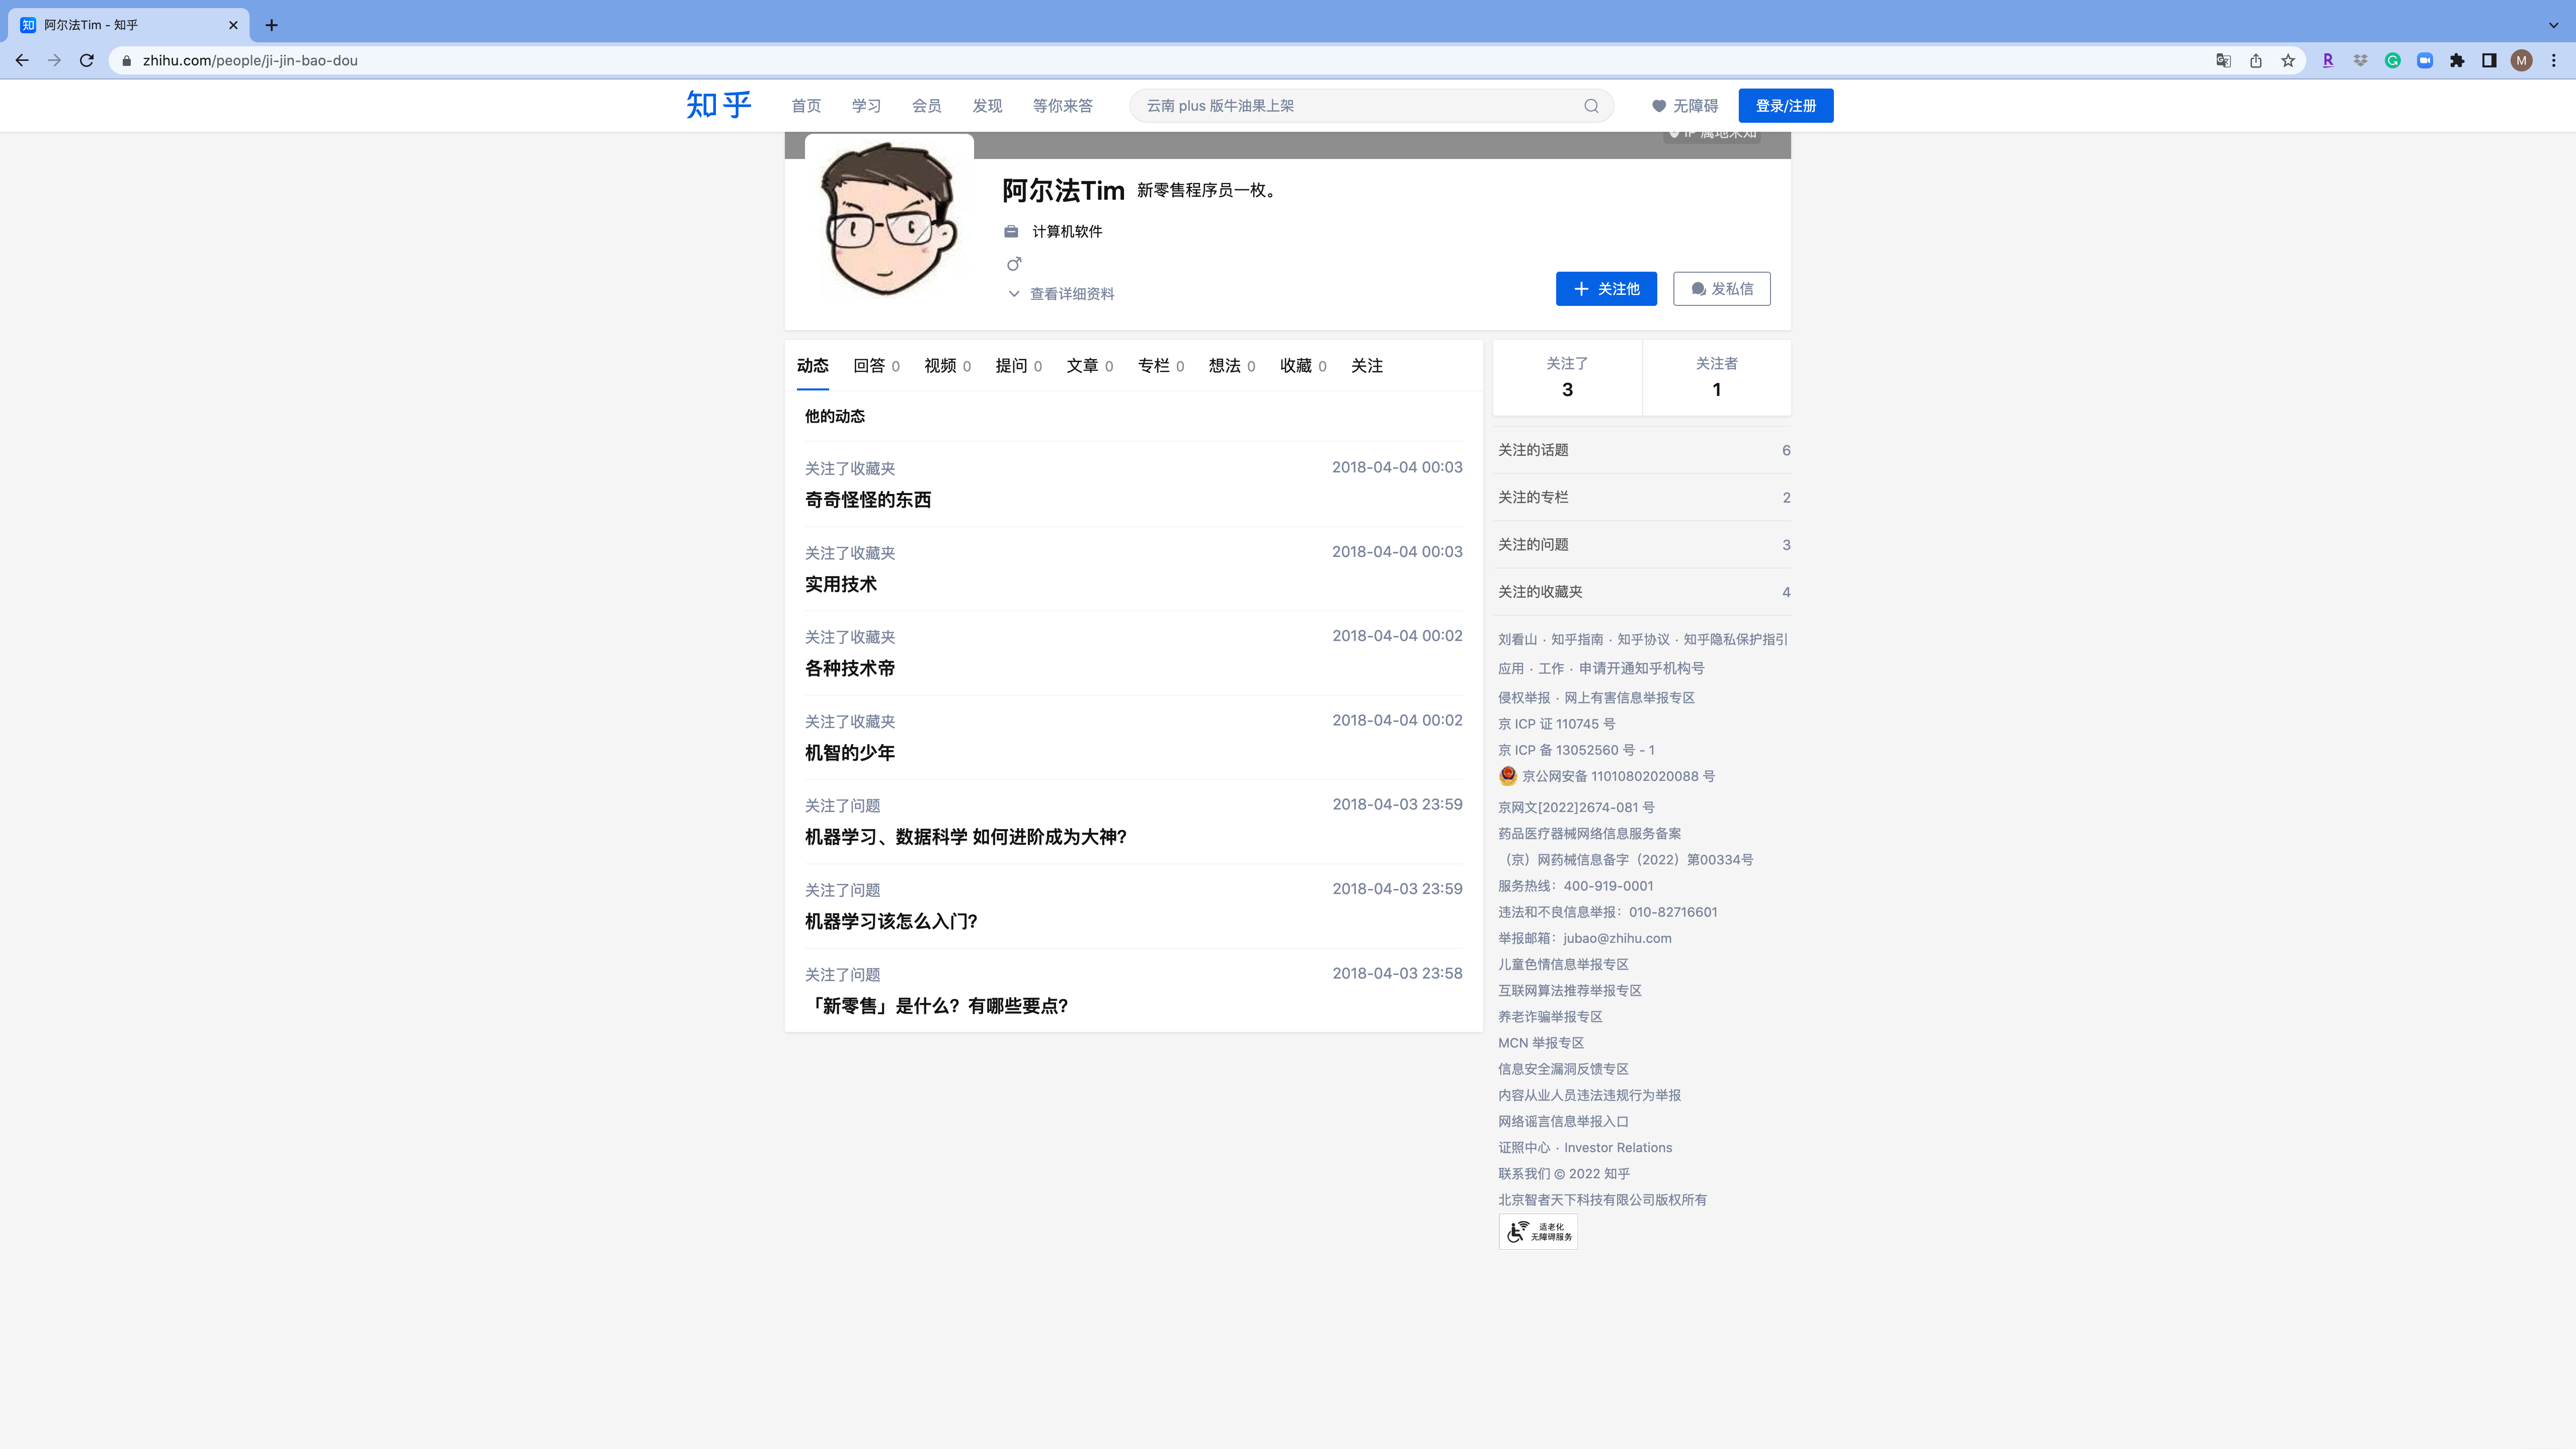 知 阿尔法Tim - 知乎
zhihu.com/people/ji-jin-bao-dou
M
知乎 首页 学习 会员 发现 等你来答 云南 plus 版牛油果上架 无障碍 登录/注册
IP 属地未知
阿尔法Tim 新零售程序员一枚。
计算机软件
查看详细资料
关注他 发私信
动态 回答 0 视频 0 提问 0 文章 0 专栏 0 想法 0 收藏 0 关注
他的动态
关注了收藏夹 2018-04-04 00:03
奇奇怪怪的东西
关注了收藏夹 2018-04-04 00:03
实用技术
关注了收藏夹 2018-04-04 00:02
各种技术帝
关注了收藏夹 2018-04-04 00:02
机智的少年
关注了问题 2018-04-03 23:59
机器学习、数据科学 如何进阶成为大神?
关注了问题 2018-04-03 23:59
机器学习该怎么入门?
关注了问题 2018-04-03 23:58
「新零售」是什么？有哪些要点?
关注了 关注者
3 1
关注的话题 6
关注的专栏 2
关注的问题 3
关注的收藏夹 4
刘看山 · 知乎指南 · 知乎协议 · 知乎隐私保护指引
应用 · 工作 · 申请开通知乎机构号
侵权举报 · 网上有害信息举报专区
京 ICP 证 110745 号
京 ICP 备 13052560 号 - 1
京公网安备 11010802020088 号
京网文[2022]2674-081 号
药品医疗器械网络信息服务备案
（京）网药械信息备字（2022）第00334号
服务热线：400-919-0001
违法和不良信息举报：010-82716601
举报邮箱：jubao@zhihu.com
儿童色情信息举报专区
互联网算法推荐举报专区
养老诈骗举报专区
MCN 举报专区
信息安全漏洞反馈专区
内容从业人员违法违规行为举报
网络谣言信息举报入口
证照中心 · Investor Relations
联系我们 © 2022 知乎
北京智者天下科技有限公司版权所有
适老化
无障碍服务